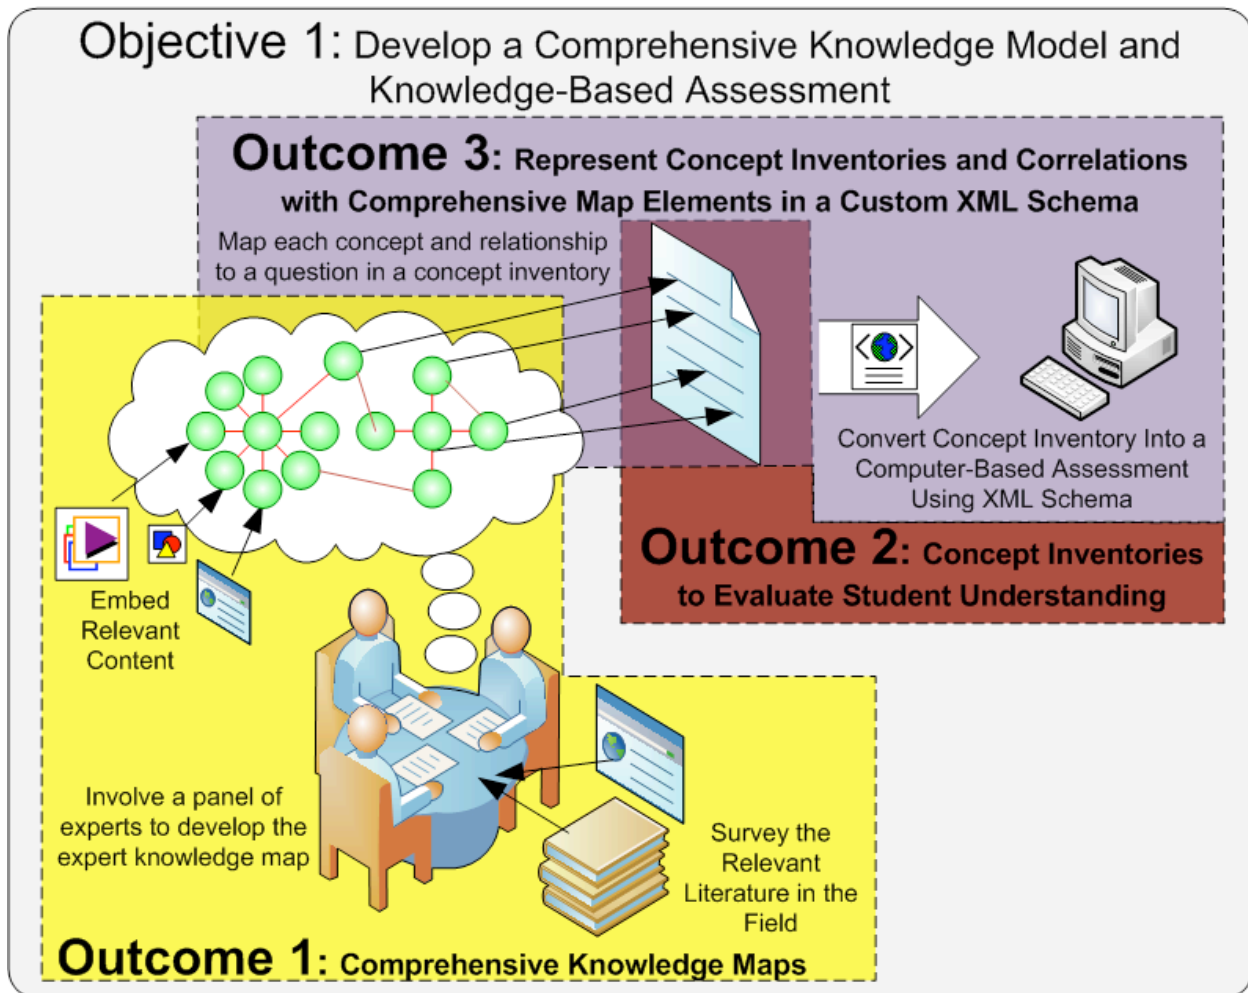 Objective 1: Develop a Comprehensive Knowledge Model and
Knowledge-Based Assessment
Outcome 3: Represent Concept Inventories and Correlations
with Comprehensive Map Elements in a Custom XML Schema
Map each concept and relationship
to a question in a concept inventory
Convert Concept Inventory Into a
Computer-Based Assessment
Using XML Schema
Outcome 2: Concept Inventories
to Evaluate Student Understanding
Embed
Relevant
Content
Involve a panel of
experts to develop the
expert knowledge map
Survey the
Relevant
Literature in the
Field
Outcome 1: Comprehensive Knowledge Maps